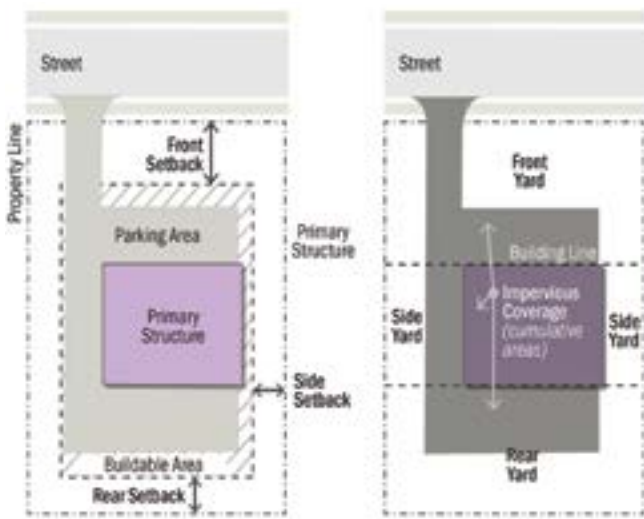 Street
Property Line
Front
Setback
Parking Area
Primary
Structure
Primary
Structure
Side
Setback
Buildable Area
Rear Setback
Street
Front
Yard
Building Line
Impervious
Coverage
(cumulative
areas)
Side
Yard
Side
Yard
Rear
Yard